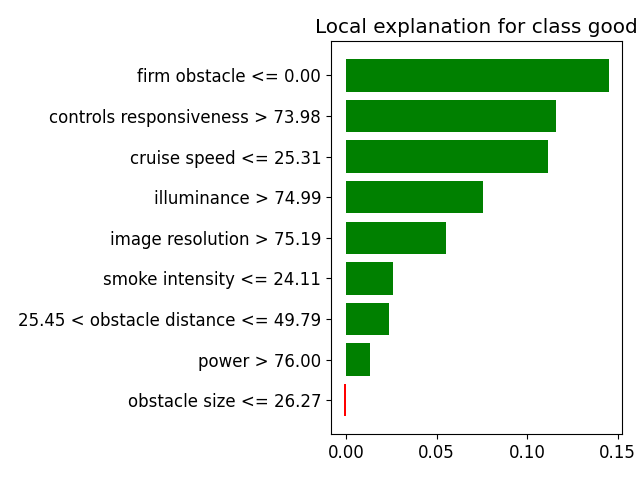 Local explanation for class good
firm obstacle <= 0.00
controls responsiveness > 73.98
cruise speed <= 25.31
illuminance > 74.99
image resolution > 75.19
smoke intensity <= 24.11
25.45 < obstacle distance <= 49.79
power > 76.00
obstacle size <= 26.27
0.00 0.05 0.10 0.15